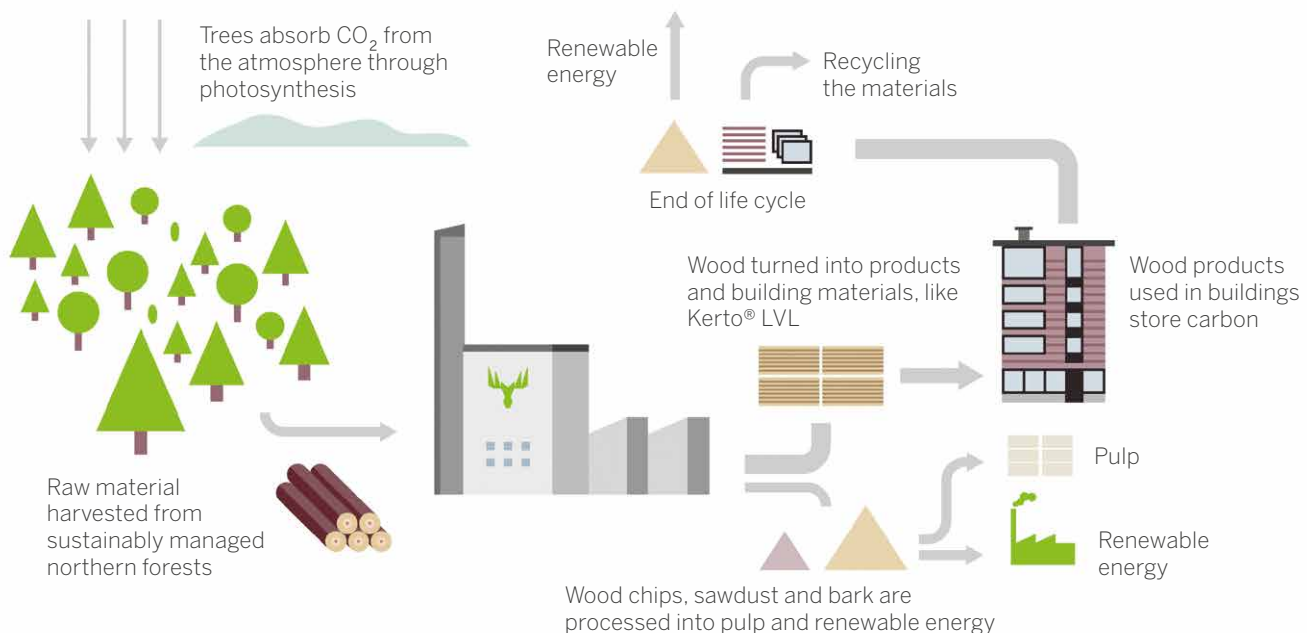 Trees absorb CO₂ from
the atmosphere through
photosynthesis
Renewable
energy
Recycling
the materials
End of life cycle
Wood turned into products
and building materials, like
Kerto® LVL
Wood products
used in buildings
store carbon
Raw material
harvested from
sustainably managed
northern forests
Pulp
Renewable
energy
Wood chips, sawdust and bark are
processed into pulp and renewable energy